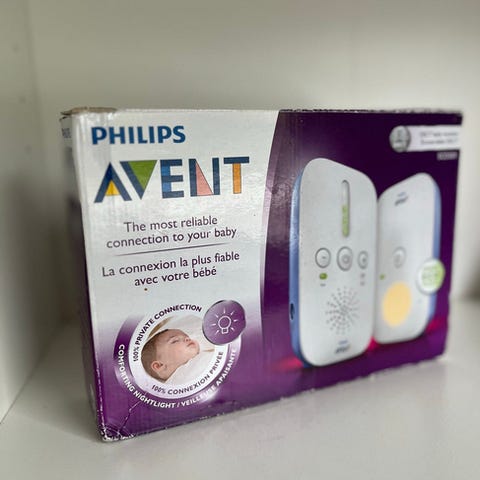 PHILIPS
AVENT
The most reliable
connection to your baby
La connexion la plus fiable
avec votre bébé
100% PRIVATE CONNECTION
100% CONNEXION PRIVÉE
COMFORTING NIGHTLIGHT / VEILLEUSE APAISANTE